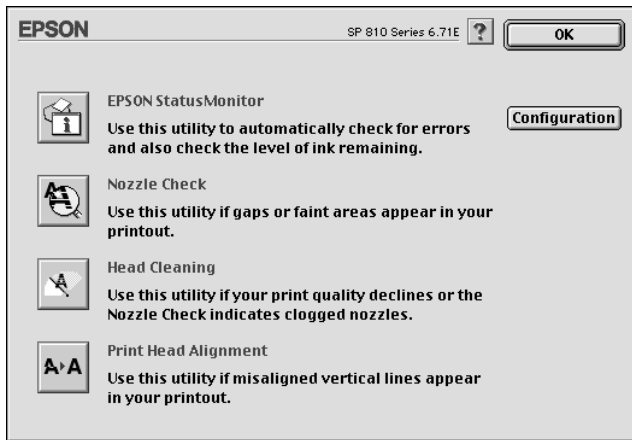 EPSON
SP 810 Series 6.71E
?
OK
EPSON StatusMonitor
Use this utility to automatically check for errors
and also check the level of ink remaining.
Configuration
Nozzle Check
Use this utility if gaps or faint areas appear in your
printout.
Head Cleaning
Use this utility if your print quality declines or the
Nozzle Check indicates clogged nozzles.
A▸A
Print Head Alignment
Use this utility if misaligned vertical lines appear
in your printout.